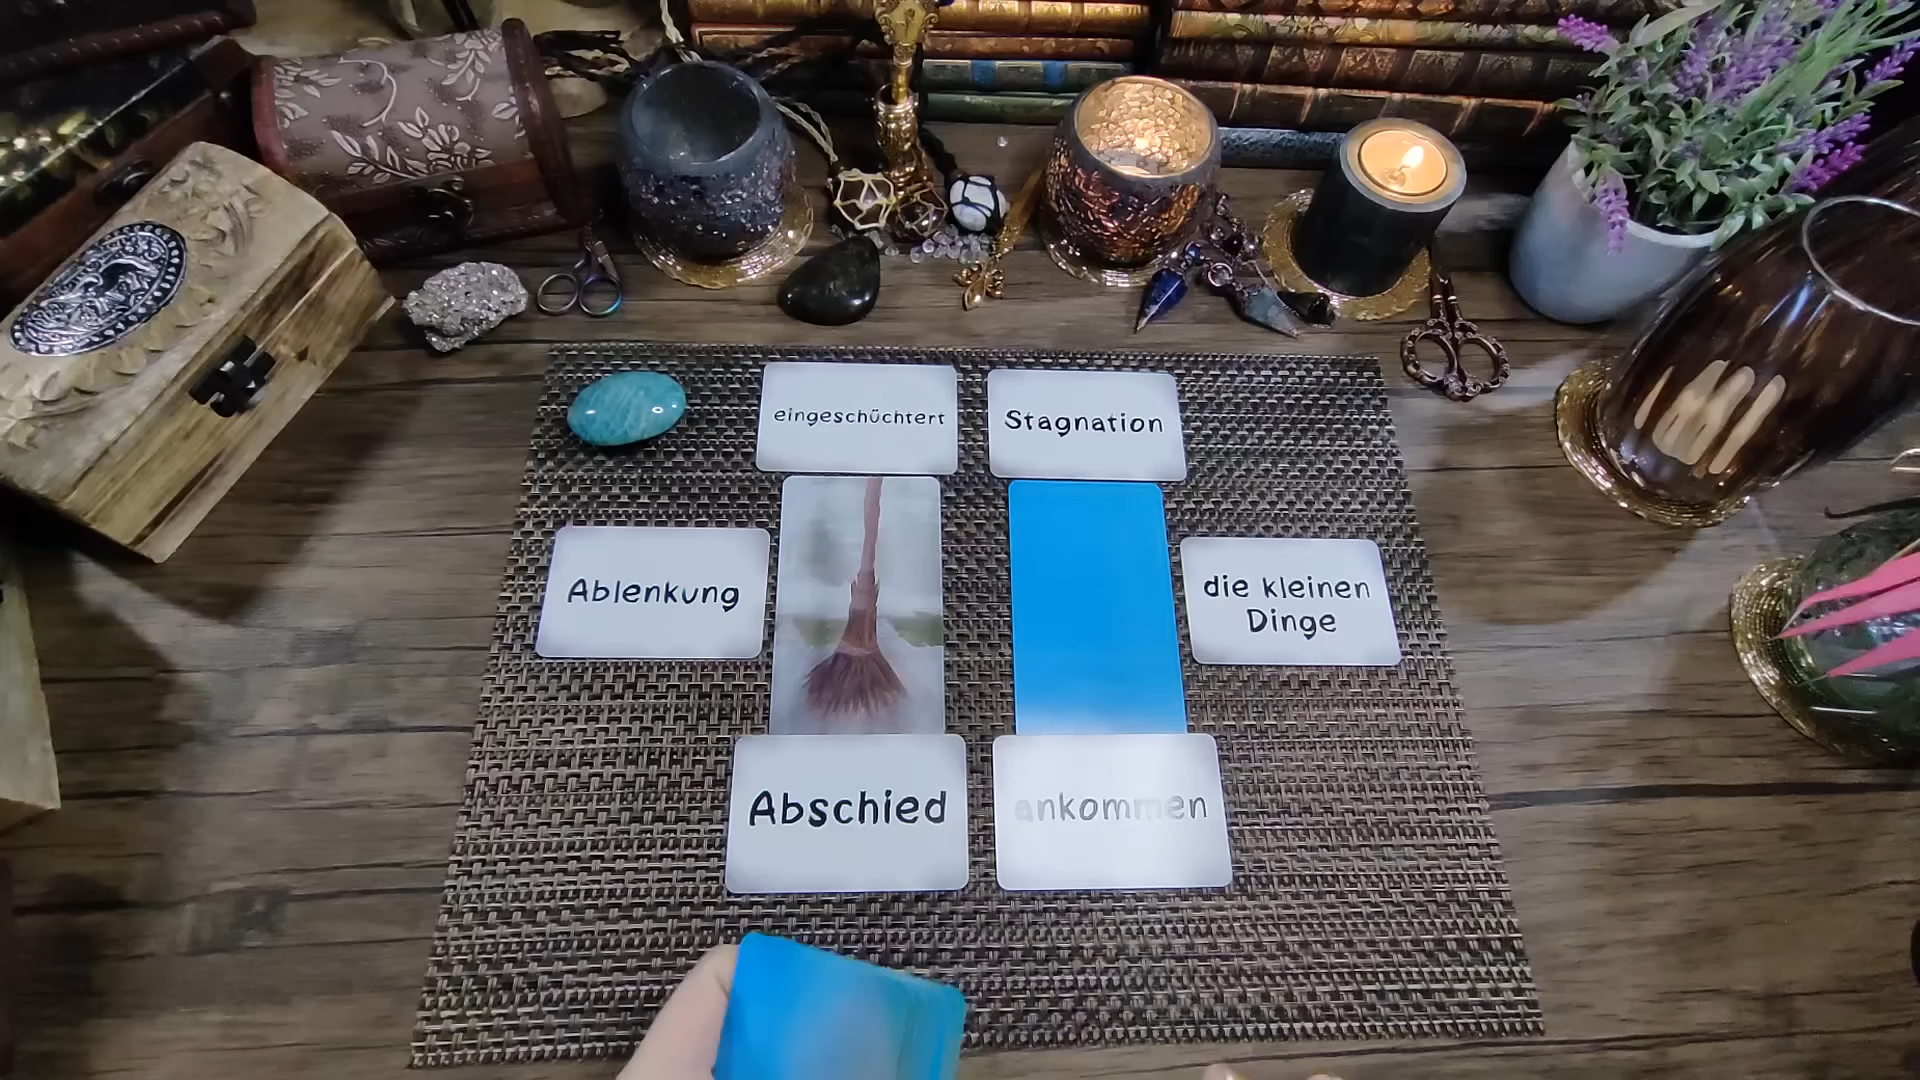 eingeschüchtert
Stagnation
Ablenkung
die kleinen
Dinge
Abschied
ankommen